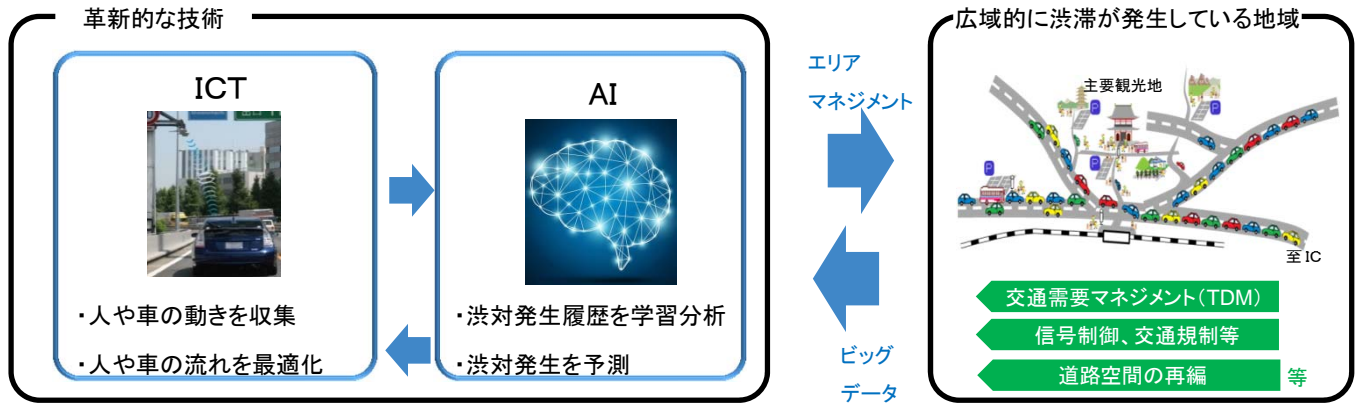 革新的な技術
ICT
・人や車の動きを収集
・人や車の流れを最適化
AI
・渋対発生履歴を学習分析
・渋対発生を予測
エリア
マネジメント
ビッグ
データ
広域的に渋滞が発生している地域
主要観光地
P
P
P
至 IC
交通需要マネジメント（TDM）
信号制御、交通規制等
道路空間の再編 等